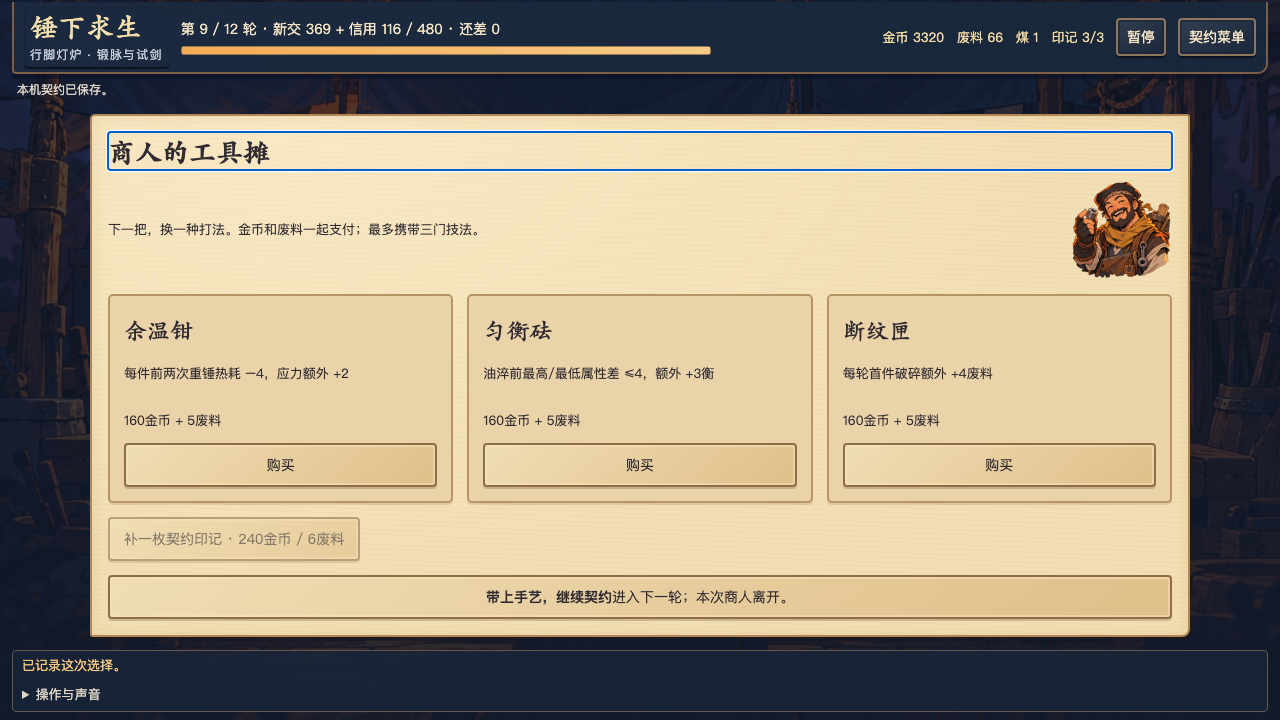 锤下求生
行脚灯炉 · 锻脉与试剑
第 9 / 12 轮 · 新交 369 + 信用 116 / 480 · 还差 0
金币 3320 废料 66 煤 1 印记 3/3
暂停
契约菜单
本机契约已保存。
商人的工具摊
下一把，换一种打法。金币和废料一起支付；最多携带三门技法。
余温钳
每件前两次重锤热耗 −4，应力额外 +2
160金币 + 5废料
购买
匀衡砝
油淬前最高/最低属性差 ≤4，额外 +3衡
160金币 + 5废料
购买
断纹匣
每轮首件破碎额外 +4废料
160金币 + 5废料
购买
补一枚契约印记 · 240金币 / 6废料
带上手艺，继续契约进入下一轮；本次商人离开。
已记录这次选择。
▶ 操作与声音